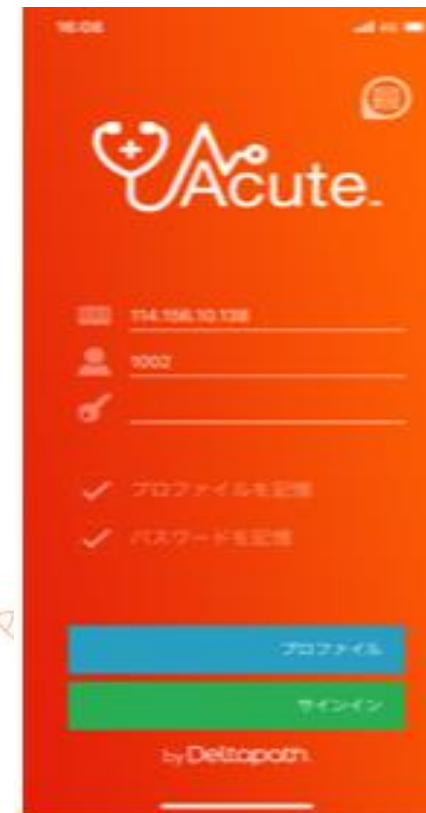 16:08
4G
Acute
114.156.10.138
1002
プロファイルを記憶
パスワードを記憶
プロファイル
サインイン
by Deltapath